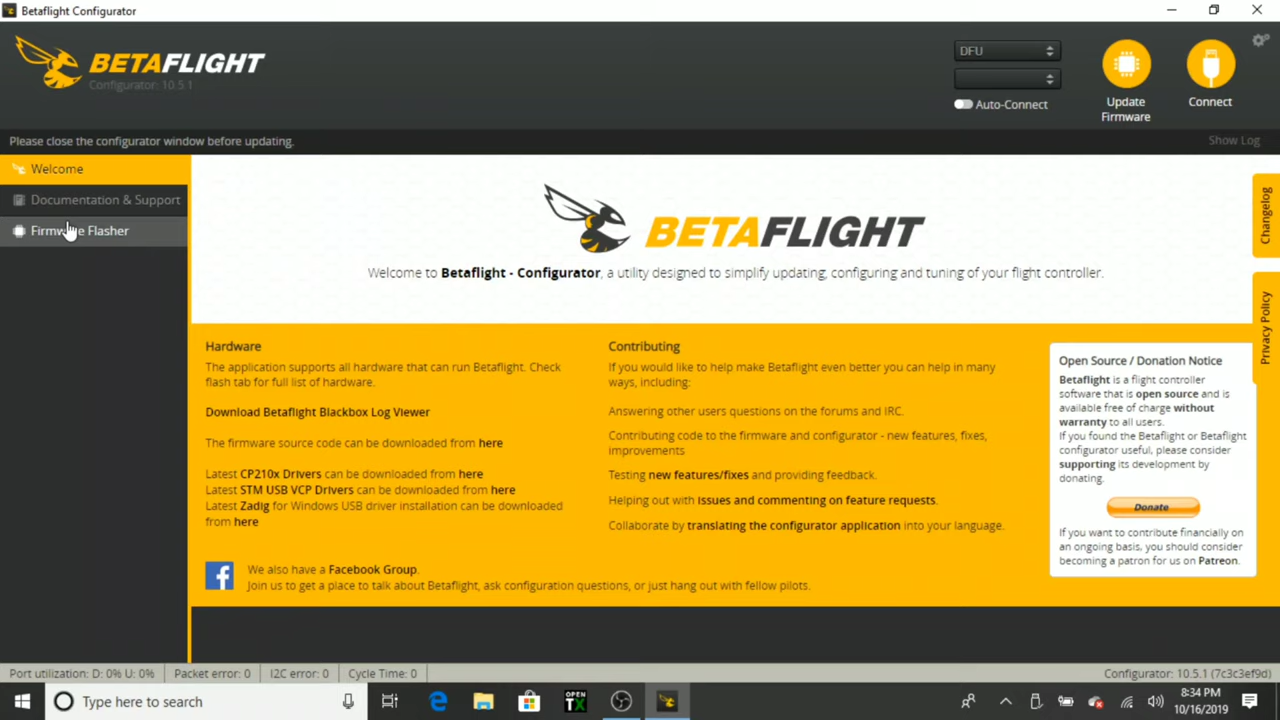 Betaflight Configurator
BETAFLIGHT
Configurator: 10.5.1
DFU
Auto-Connect
Update
Firmware
Connect
Please close the configurator window before updating.
Show Log
Welcome
Documentation & Support
Firmware Flasher
Changelog
Privacy Policy
BETAFLIGHT
Welcome to Betaflight - Configurator, a utility designed to simplify updating, configuring and tuning of your flight controller.
Hardware
The application supports all hardware that can run Betaflight. Check
flash tab for full list of hardware.
Download Betaflight Blackbox Log Viewer
The firmware source code can be downloaded from here
Latest CP210x Drivers can be downloaded from here
Latest STM USB VCP Drivers can be downloaded from here
Latest Zadig for Windows USB driver installation can be downloaded
from here
Contributing
If you would like to help make Betaflight even better you can help in many
ways, including:
Answering other users questions on the forums and IRC.
Contributing code to the firmware and configurator - new features, fixes,
improvements
Testing new features/fixes and providing feedback.
Helping out with issues and commenting on feature requests.
Collaborate by translating the configurator application into your language.
Open Source / Donation Notice
Betaflight is a flight controller
software that is open source and is
available free of charge without
warranty to all users.
If you found the Betaflight or Betaflight
configurator useful, please consider
supporting its development by
donating.
Donate
If you want to contribute financially on
an ongoing basis, you should consider
becoming a patron for us on Patreon.
We also have a Facebook Group.
Join us to get a place to talk about Betaflight, ask configuration questions, or just hang out with fellow pilots.
Port utilization: D: 0% U: 0%
Packet error: 0
I2C error: 0
Cycle Time: 0
Configurator: 10.5.1 (7c3c3ef9d)
Type here to search
OPEN
TX
8:34 PM
10/16/2019